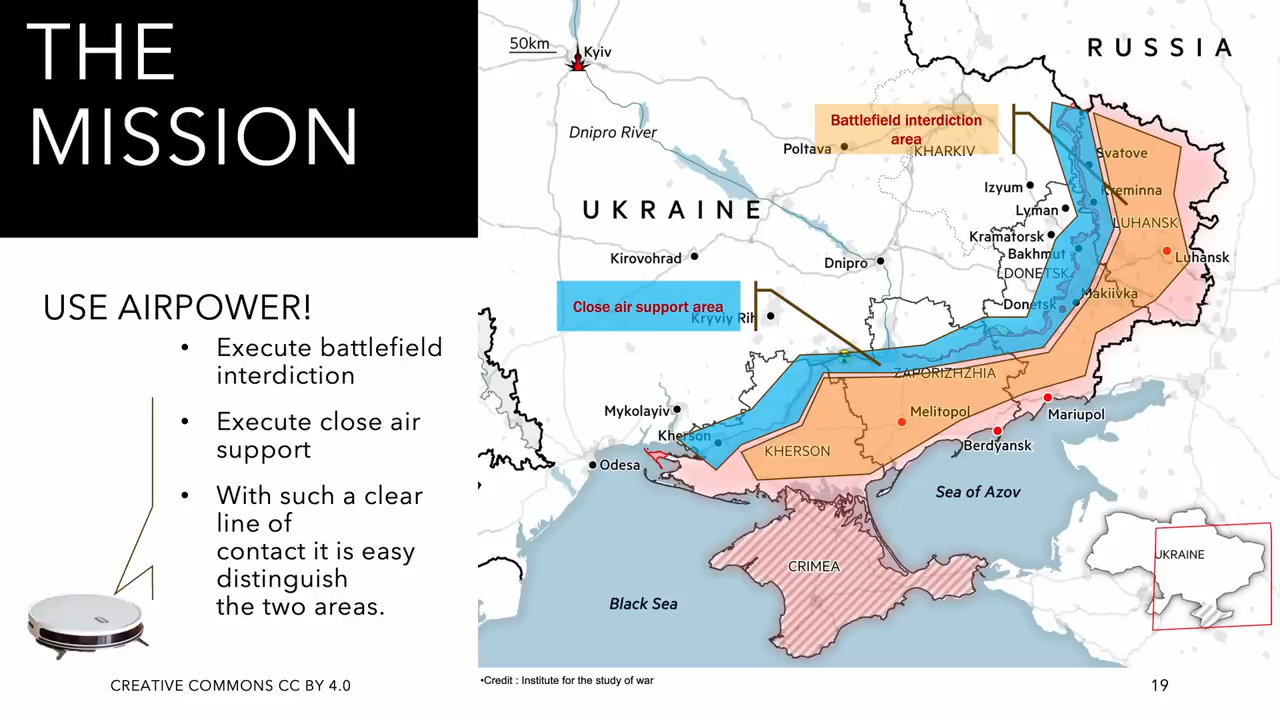 THE
MISSION
USE AIRPOWER!
• Execute battlefield
interdiction
• Execute close air
support
• With such a clear
line of
contact it is easy
distinguish
the two areas.
CREATIVE COMMONS CC BY 4.0
50km
Kyiv
RUSSIA
Dnipro River
Battlefield interdiction
area
Poltava
KHARKIV
Svatove
Izyum
Kreminna
Lyman
UKRAINE
LUHANSK
Kramatorsk
Bakhmut
Kirovohrad
Dnipro
Luhansk
DONETSK
Makiivka
Close air support area
Donetsk
Kryviy Rih
ZAPORIZHZHIA
Mykolayiv
Melitopol
Mariupol
Kherson
KHERSON
Berdyansk
Odesa
Sea of Azov
CRIMEA
UKRAINE
Black Sea
•Credit : Institute for the study of war
19